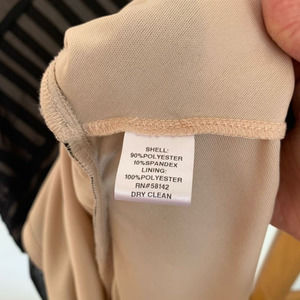 SHELL:
90%POLYESTER
10%SPANDEX
LINING:
100%POLYESTER
RN#58142
DRY CLEAN